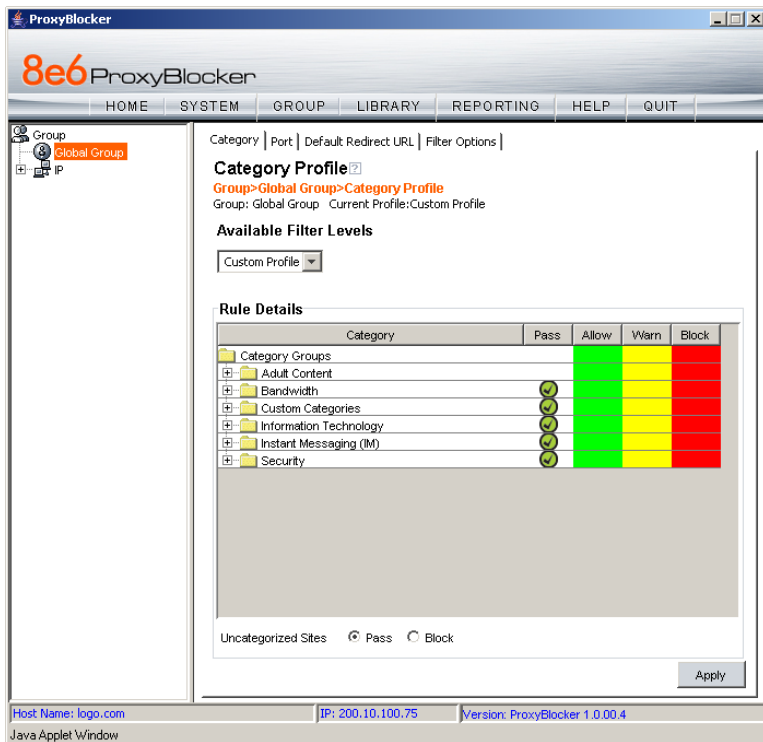 ProxyBlocker
8e6 ProxyBlocker
HOME SYSTEM GROUP LIBRARY REPORTING HELP QUIT
Group
Global Group
IP
Category Port Default Redirect URL Filter Options
Category Profile ?
Group>Global Group>Category Profile
Group: Global Group Current Profile:Custom Profile
Available Filter Levels
Custom Profile
Rule Details
Category Pass Allow Warn Block
Category Groups
Adult Content
Bandwidth
Custom Categories
Information Technology
Instant Messaging (IM)
Security
Uncategorized Sites Pass Block
Apply
Host Name: logo.com IP: 200.10.100.75 Version: ProxyBlocker 1.0.00.4
Java Applet Window